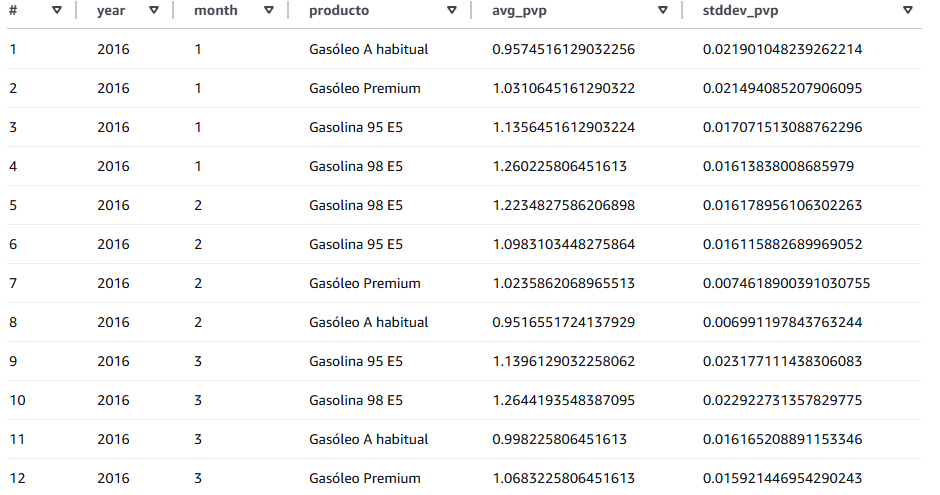 # year month producto avg_pvp stddev_pvp
1 2016 1 Gasóleo A habitual 0.9574516129032256 0.021901048239262214
2 2016 1 Gasóleo Premium 1.0310645161290322 0.021494085207906095
3 2016 1 Gasolina 95 E5 1.1356451612903224 0.017071513088762296
4 2016 1 Gasolina 98 E5 1.260225806451613 0.01613838008685979
5 2016 2 Gasolina 98 E5 1.2234827586206898 0.016178956106302263
6 2016 2 Gasolina 95 E5 1.0983103448275864 0.016115882689969052
7 2016 2 Gasóleo Premium 1.0235862068965513 0.0074618900391030755
8 2016 2 Gasóleo A habitual 0.9516551724137929 0.006991197843763244
9 2016 3 Gasolina 95 E5 1.1396129032258062 0.023177111438306083
10 2016 3 Gasolina 98 E5 1.2644193548387095 0.022922731357829775
11 2016 3 Gasóleo A habitual 0.998225806451613 0.016165208891153346
12 2016 3 Gasóleo Premium 1.0683225806451613 0.015921446954290243